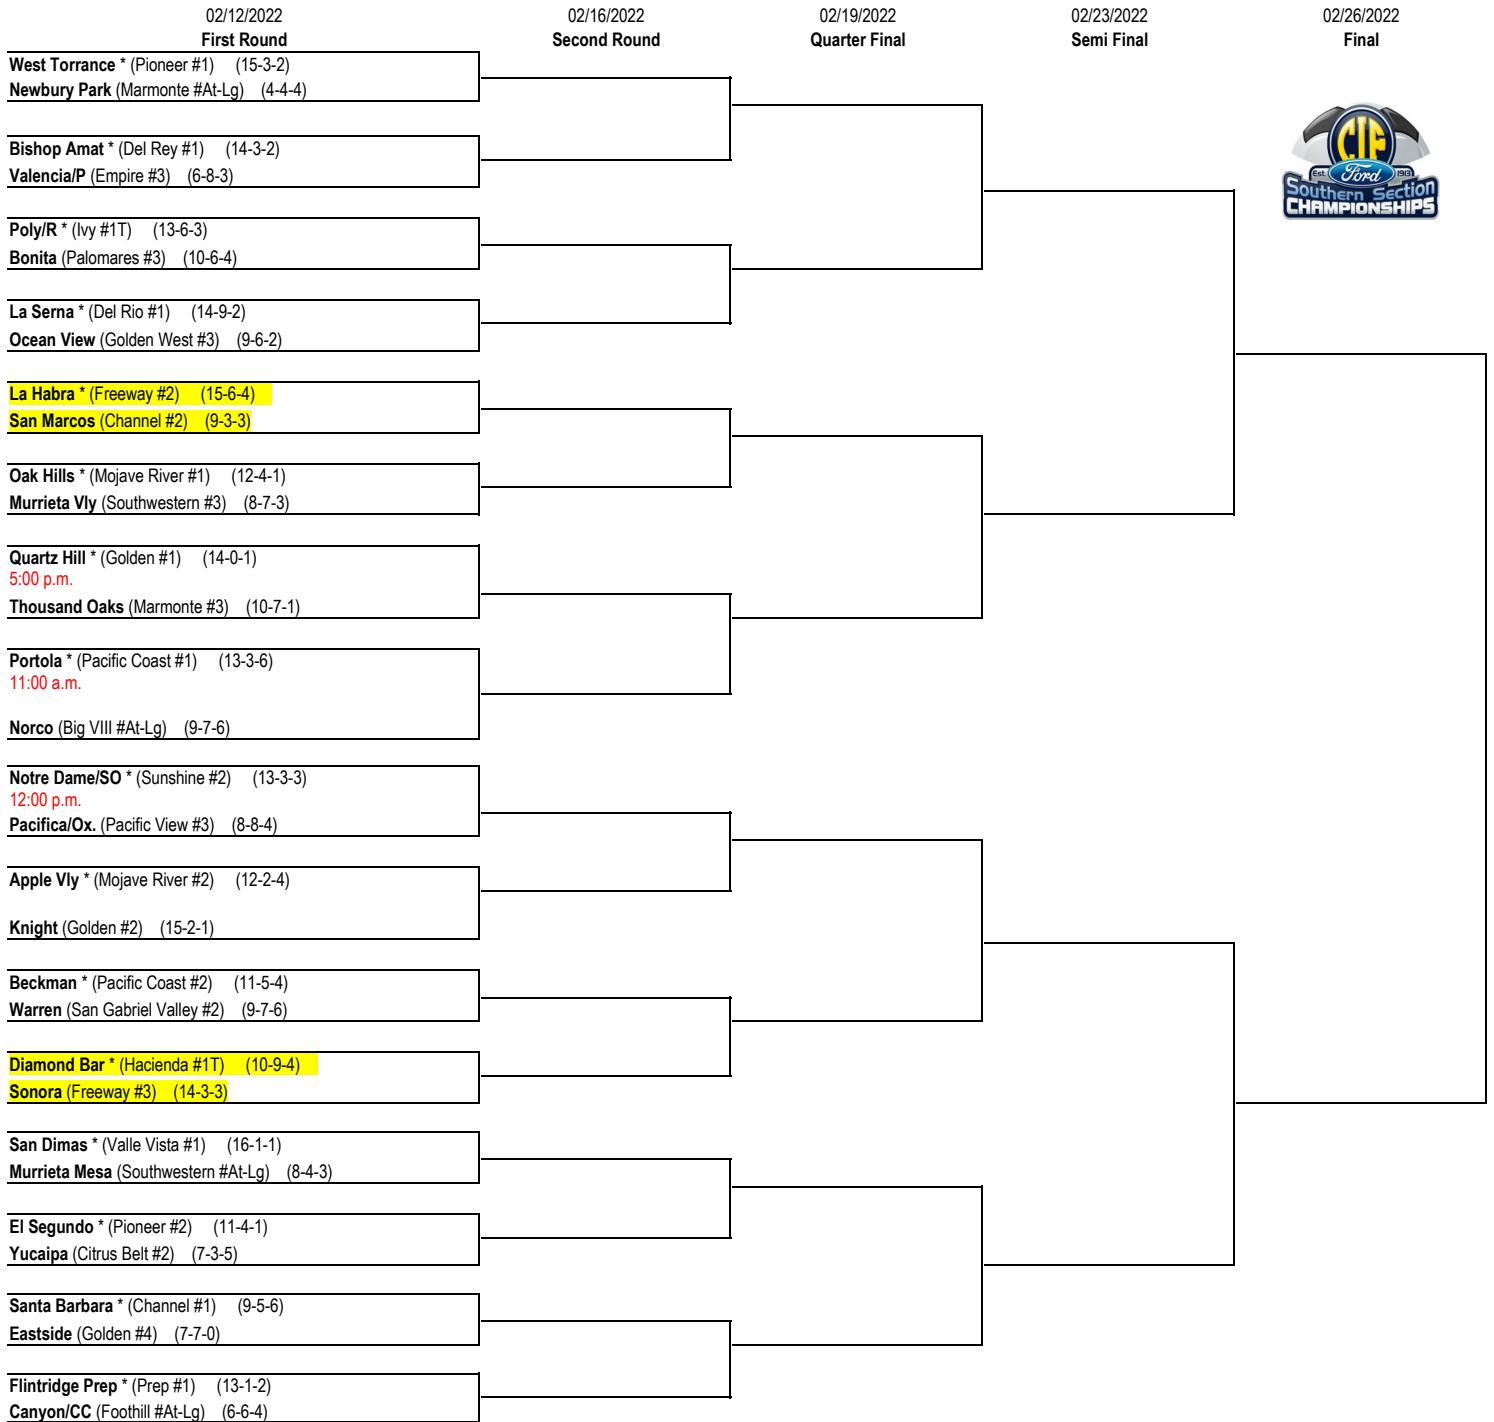 02/12/2022 02/16/2022 02/19/2022 02/23/2022 02/26/2022
First Round Second Round Quarter Final Semi Final Final
West Torrance * (Pioneer #1) (15-3-2)
Newbury Park (Marmonte #At-Lg) (4-4-4)
CIF
Est. Ford 1913
Southern Section
CHAMPIONSHIPS
Bishop Amat * (Del Rey #1) (14-3-2)
Valencia/P (Empire #3) (6-8-3)
Poly/R * (Ivy #1T) (13-6-3)
Bonita (Palomares #3) (10-6-4)
La Serna * (Del Rio #1) (14-9-2)
Ocean View (Golden West #3) (9-6-2)
La Habra * (Freeway #2) (15-6-4)
San Marcos (Channel #2) (9-3-3)
Oak Hills * (Mojave River #1) (12-4-1)
Murrieta Vly (Southwestern #3) (8-7-3)
Quartz Hill * (Golden #1) (14-0-1)
5:00 p.m.
Thousand Oaks (Marmonte #3) (10-7-1)
Portola * (Pacific Coast #1) (13-3-6)
11:00 a.m.
Norco (Big VIII #At-Lg) (9-7-6)
Notre Dame/SO * (Sunshine #2) (13-3-3)
12:00 p.m.
Pacifica/Ox. (Pacific View #3) (8-8-4)
Apple Vly * (Mojave River #2) (12-2-4)
Knight (Golden #2) (15-2-1)
Beckman * (Pacific Coast #2) (11-5-4)
Warren (San Gabriel Valley #2) (9-7-6)
Diamond Bar * (Hacienda #1T) (10-9-4)
Sonora (Freeway #3) (14-3-3)
San Dimas * (Valle Vista #1) (16-1-1)
Murrieta Mesa (Southwestern #At-Lg) (8-4-3)
El Segundo * (Pioneer #2) (11-4-1)
Yucaipa (Citrus Belt #2) (7-3-5)
Santa Barbara * (Channel #1) (9-5-6)
Eastside (Golden #4) (7-7-0)
Flintridge Prep * (Prep #1) (13-1-2)
Canyon/CC (Foothill #At-Lg) (6-6-4)